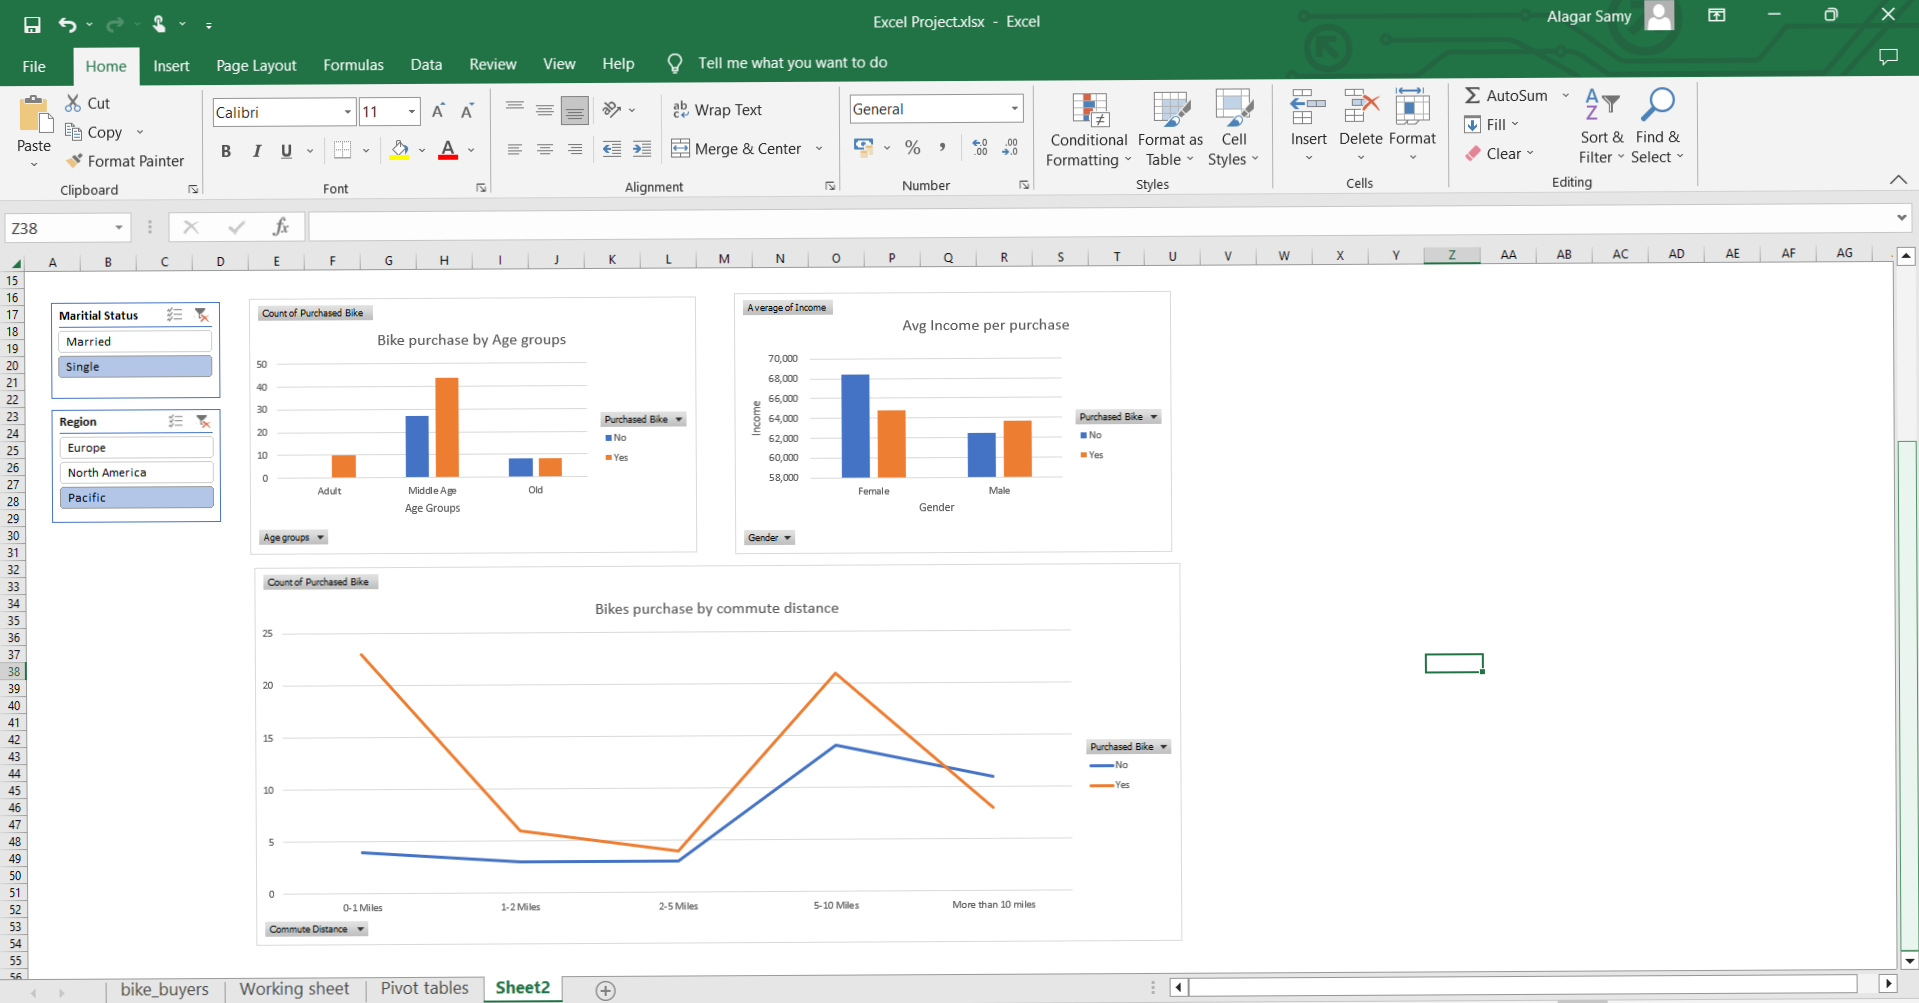 Excel Project.xlsx - Excel
Alagar Samy
File Home Insert Page Layout Formulas Data Review View Help Tell me what you want to do
Paste
Cut
Copy
Format Painter
Clipboard
Calibri 11
B I U A
Font
ab Wrap Text
Merge & Center
Alignment
General
% ,
Number
Conditional Formatting
Format as Table
Cell Styles
Styles
Insert Delete Format
Cells
AutoSum
Fill
Clear
Sort & Filter
Find & Select
Editing
Z38 fx
A B C D E F G H I J K L M N O P Q R S T U V W X Y Z AA AB AC AD AE AF AG
15
16
17
18
19
20
21
22
23
24
25
26
27
28
29
30
31
32
33
34
35
36
37
38
39
40
41
42
43
44
45
46
47
48
49
50
51
52
53
54
55
56
Maritial Status
Married
Single
Region
Europe
North America
Pacific
Count of Purchased Bike
Bike purchase by Age groups
50
40
30
20
10
0
Adult Middle Age Old
Age Groups
Purchased Bike
No
Yes
Age groups
Average of Income
Avg Income per purchase
70,000
68,000
66,000
64,000
62,000
60,000
58,000
Income
Female Male
Gender
Purchased Bike
No
Yes
Gender
Count of Purchased Bike
Bikes purchase by commute distance
25
20
15
10
5
0
0-1 Miles 1-2 Miles 2-5 Miles 5-10 Miles More than 10 miles
Purchased Bike
No
Yes
Commute Distance
bike_buyers Working sheet Pivot tables Sheet2